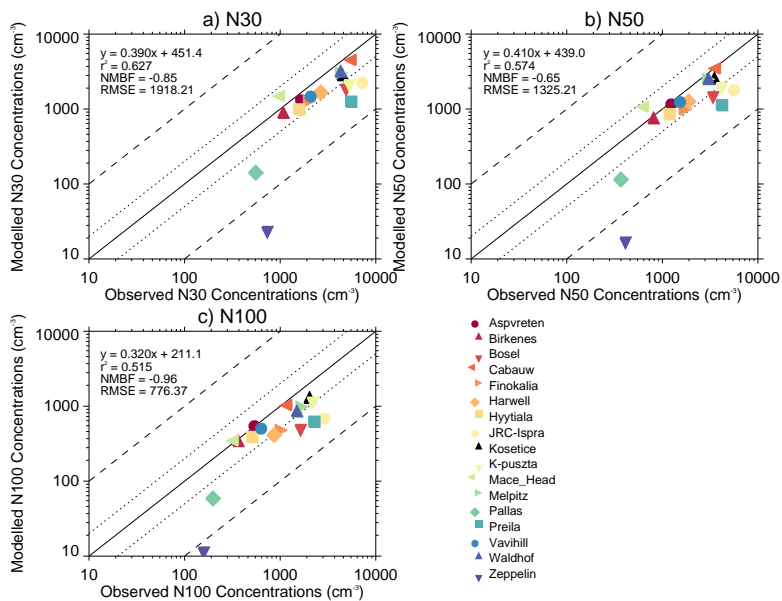 a) N30
y = 0.390x + 451.4
r² = 0.627
NMBF = -0.85
RMSE = 1918.21
Modelled N30 Concentrations (cm⁻³)
10000
1000
100
10
10 100 1000 10000
Observed N30 Concentrations (cm⁻³)
b) N50
y = 0.410x + 439.0
r² = 0.574
NMBF = -0.65
RMSE = 1325.21
Modelled N50 Concentrations (cm⁻³)
10000
1000
100
10
10 100 1000 10000
Observed N50 Concentrations (cm⁻³)
c) N100
y = 0.320x + 211.1
r² = 0.515
NMBF = -0.96
RMSE = 776.37
Modelled N100 Concentrations (cm⁻³)
10000
1000
100
10
10 100 1000 10000
Observed N100 Concentrations (cm⁻³)
Aspvreten
Birkenes
Bosel
Cabauw
Finokalia
Harwell
Hyytiala
JRC-Ispra
Kosetice
K-puszta
Mace_Head
Melpitz
Pallas
Preila
Vavihill
Waldhof
Zeppelin